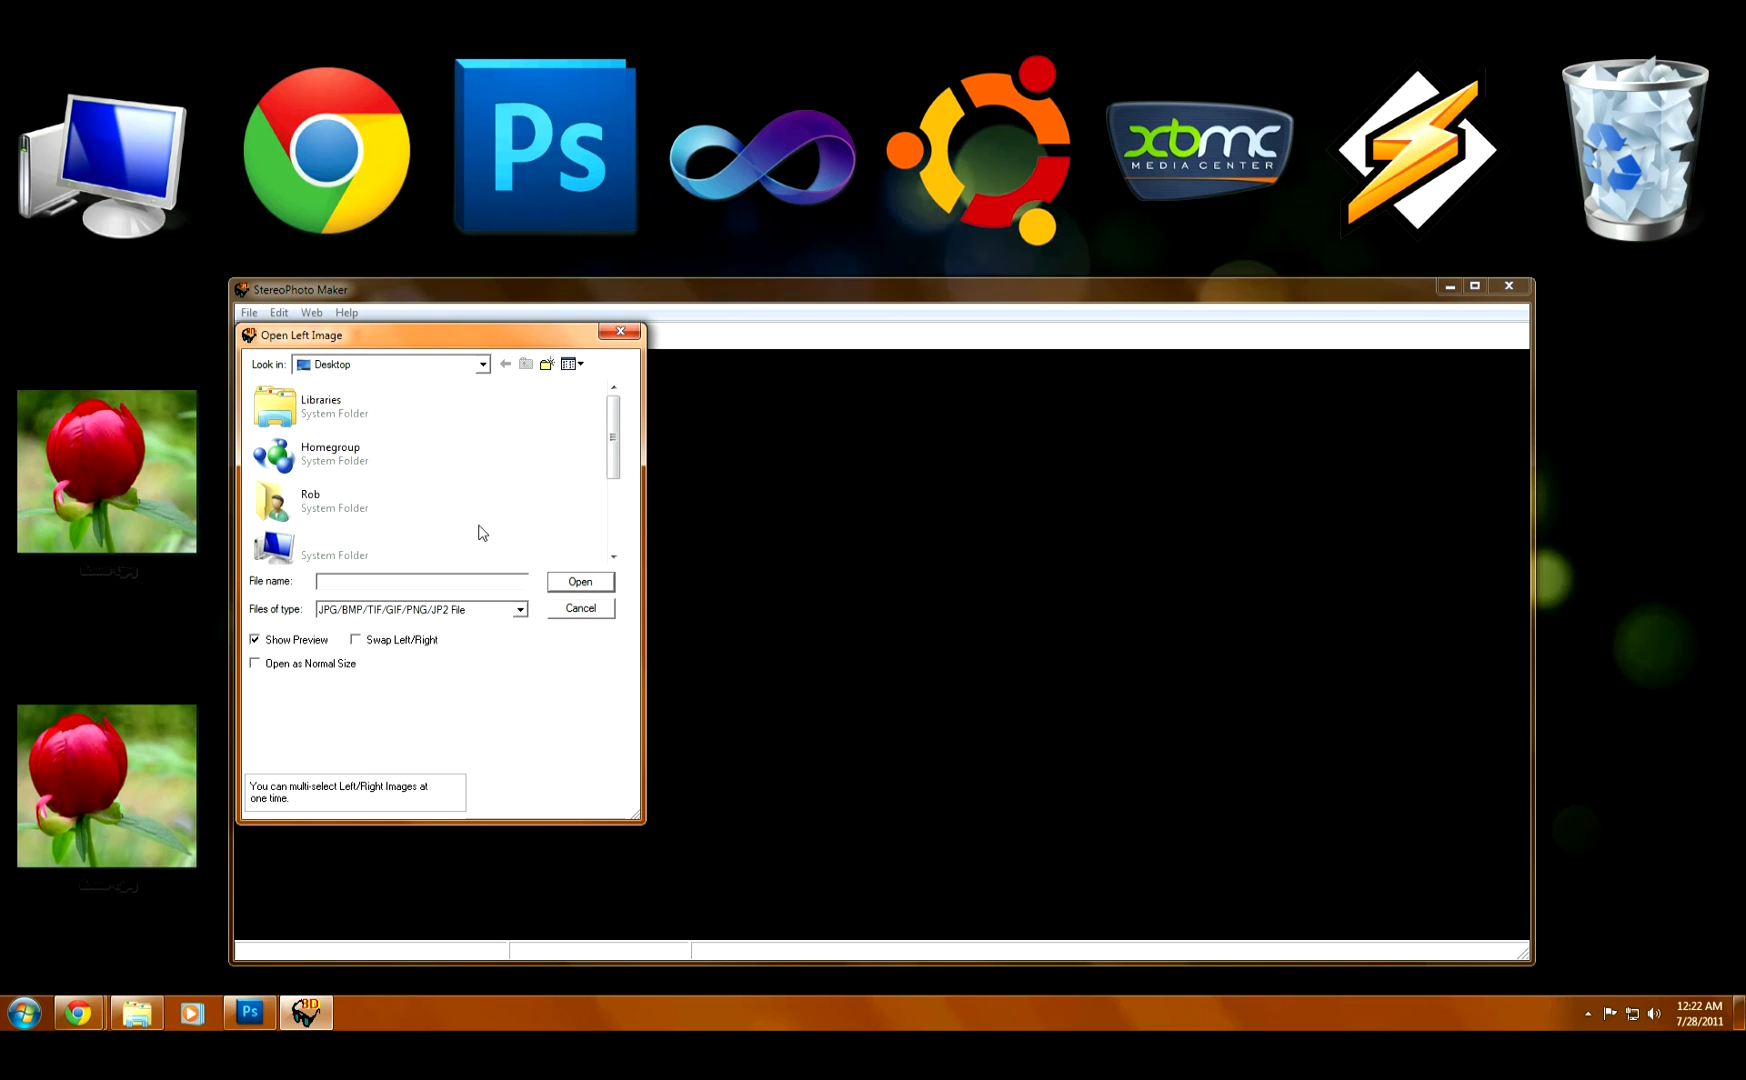 Ps
xbmc
MEDIA CENTER
StereoPhoto Maker
File Edit Web Help
Open Left Image
Look in: Desktop
Libraries
System Folder
Homegroup
System Folder
Rob
System Folder
System Folder
File name:
Open
Files of type: JPG/BMP/TIF/GIF/PNG/JP2 File
Cancel
Show Preview Swap Left/Right
Open as Normal Size
You can multi-select Left/Right Images at
one time.
Ps
3D
12:22 AM
7/28/2011